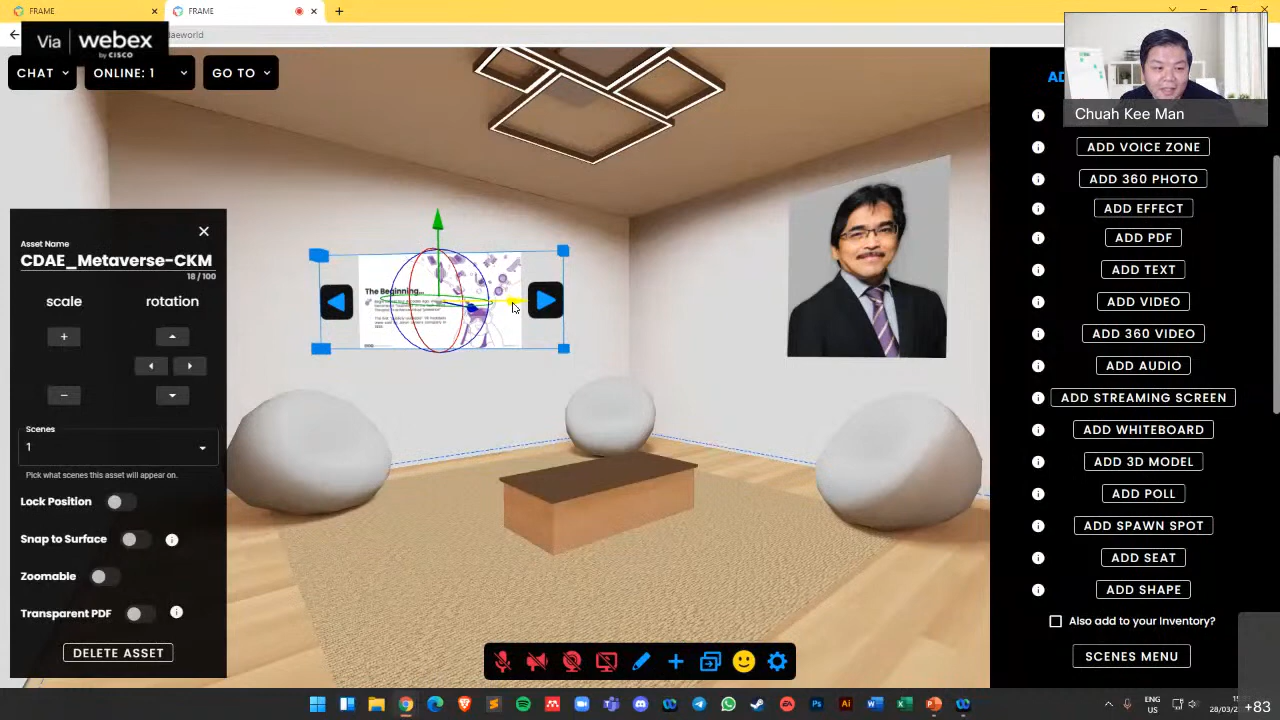 FRAME
FRAME
Via webex
by CISCO
daeworld
CHAT
ONLINE: 1
GO TO
Chuah Kee Man
Asset Name
CDAE_Metaverse-CKM
18 / 100
scale
rotation
Scenes
1
Pick what scenes this asset will appear on.
Lock Position
Snap to Surface
Zoomable
Transparent PDF
DELETE ASSET
The Beginning...
ADD VOICE ZONE
ADD 360 PHOTO
ADD EFFECT
ADD PDF
ADD TEXT
ADD VIDEO
ADD 360 VIDEO
ADD AUDIO
ADD STREAMING SCREEN
ADD WHITEBOARD
ADD 3D MODEL
ADD POLL
ADD SPAWN SPOT
ADD SEAT
ADD SHAPE
Also add to your Inventory?
SCENES MENU
ENG
US
28/03/2
+83